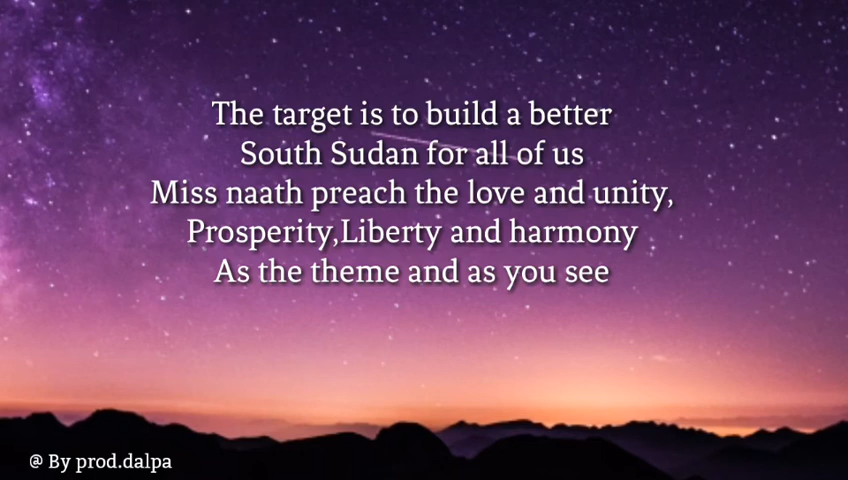 The target is to build a better
South Sudan for all of us
Miss naath preach the love and unity,
Prosperity,Liberty and harmony
As the theme and as you see
@ By prod.dalpa